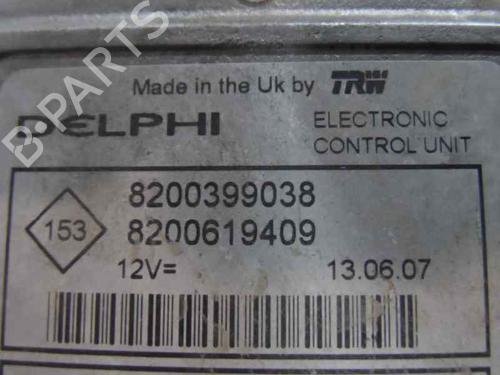 B-PARTS
Made in the Uk by TRW
DELPHI
ELECTRONIC
CONTROL UNIT
8200399038
153
8200619409
12V=
13.06.07